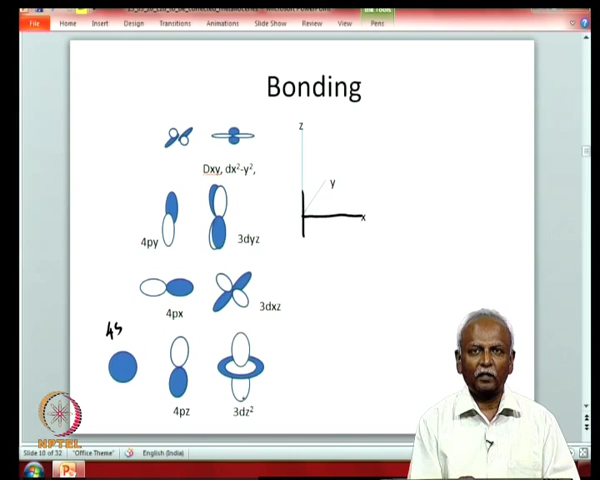 File Home Insert Design Transitions Animations Slide Show Review View Pens
Bonding
z
y
x
Dxy, dx²-y²,
4py
3dyz
4px
3dxz
4s
4pz
3dz²
NPTEL
Slide 10 of 32 "Office Theme" English (India)